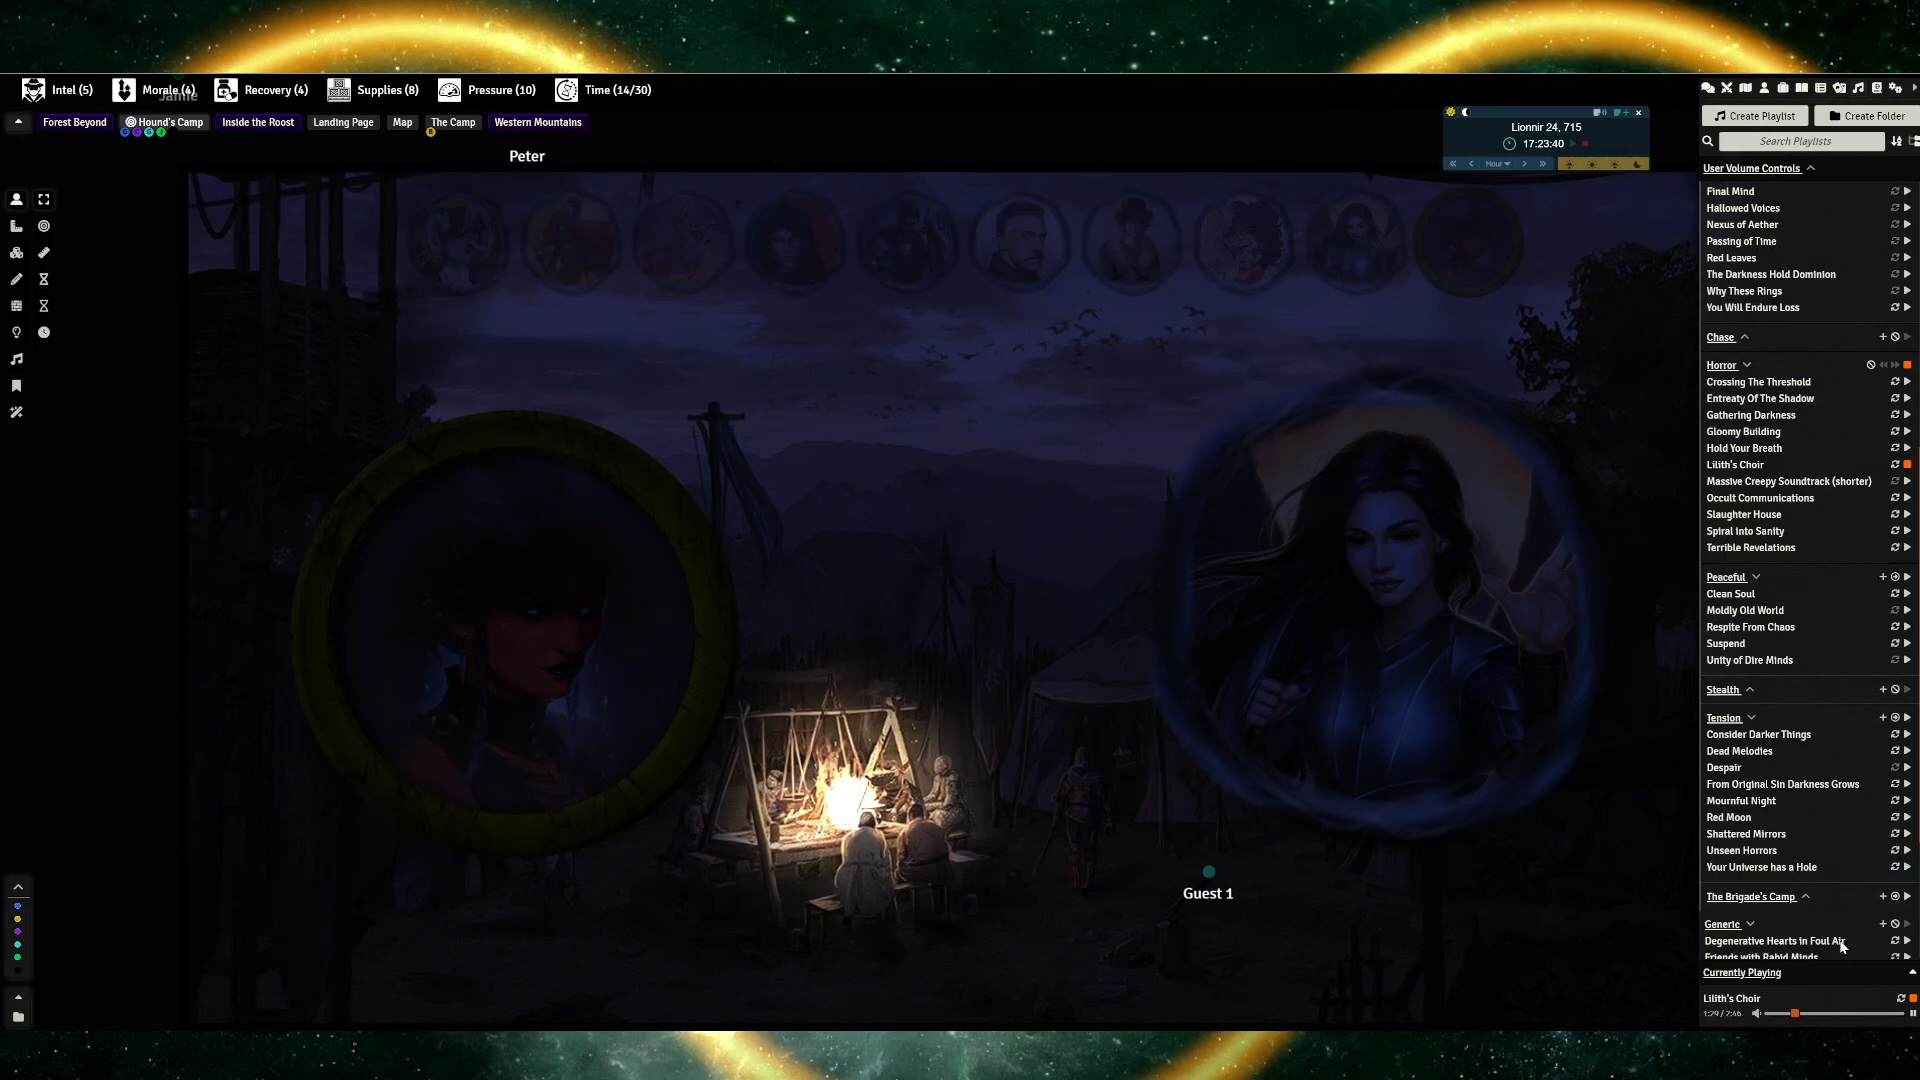 Intel (5)
Morale (4)
Recovery (4)
Supplies (8)
Pressure (10)
Time (14/30)
Jamie
Forest Beyond
Hound's Camp
Inside the Roost
Landing Page
Map
The Camp
Western Mountains
G
C
G
J
B
Peter
Lionnir 24, 715
17:23:40
Hour
Guest 1
Create Playlist
Create Folder
Search Playlists
User Volume Controls
Final Mind
Hallowed Voices
Nexus of Aether
Passing of Time
Red Leaves
The Darkness Hold Dominion
Why These Rings
You Will Endure Loss
Chase
Horror
Crossing The Threshold
Entreaty Of The Shadow
Gathering Darkness
Gloomy Building
Hold Your Breath
Lilith's Choir
Massive Creepy Soundtrack (shorter)
Occult Communications
Slaughter House
Spiral into Sanity
Terrible Revelations
Peaceful
Clean Soul
Moldly Old World
Respite From Chaos
Suspend
Unity of Dire Minds
Stealth
Tension
Consider Darker Things
Dead Melodies
Despair
From Original Sin Darkness Grows
Mournful Night
Red Moon
Shattered Mirrors
Unseen Horrors
Your Universe has a Hole
The Brigade's Camp
Generic
Degenerative Hearts in Foul Air
Friends with Rabid Minds
Currently Playing
Lilith's Choir
1:29 / 2:46